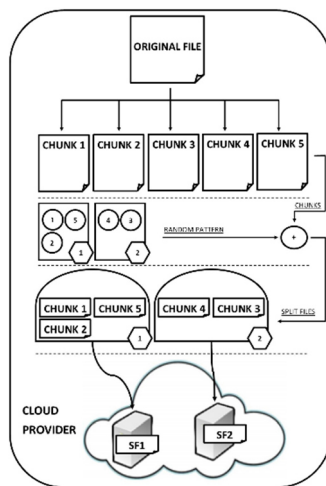 ORIGINAL FILE
CHUNK 1 CHUNK 2 CHUNK 3 CHUNK 4 CHUNK 5
CHUNKS
1 5 4 3
2
1 2
RANDOM PATTERN
+
SPLIT FILES
CHUNK 1 CHUNK 5 CHUNK 4 CHUNK 3
CHUNK 2
1 2
CLOUD
PROVIDER
SF1 SF2